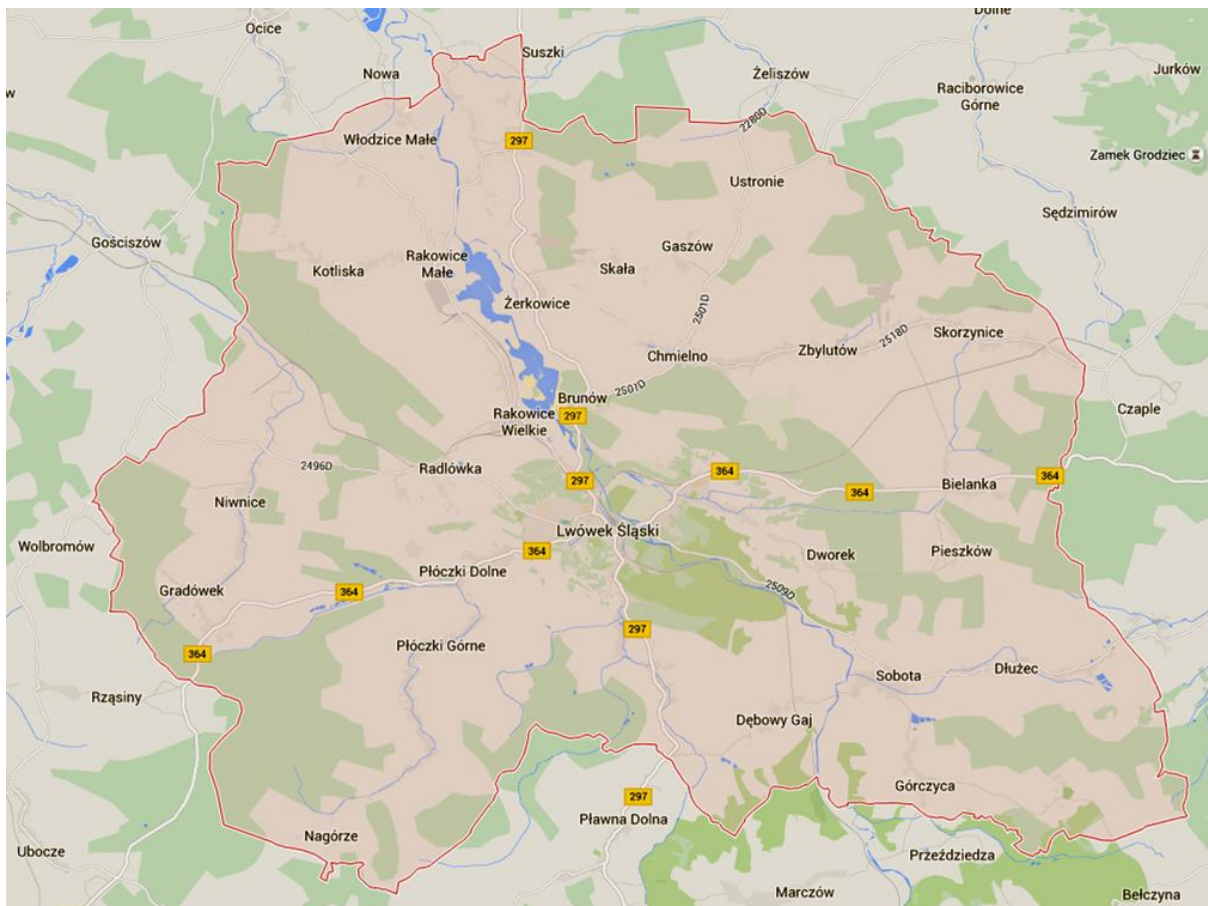 Dolne
Ocice
Suszki
Nowa
Żeliszów
Jurków
Raciborowice
Górne
w
2280D
Włodzice Małe
297
Zamek Grodziec
Ustronie
Sędzimirów
Gościszów
Gaszów
Rakowice
Małe
Kotliska
Skała
Żerkowice
2501D
Skorzynice
2518D
Zbylutów
Chmielno
2501D
Brunów
Czaple
Rakowice
Wielkie
297
2496D
Radlówka
297
364
364
364
Bielanka
Niwnice
Lwówek Śląski
Wolbromów
364
Dworek
Pieszków
Płóczki Dolne
Gradówek
364
2509D
297
Płóczki Górne
364
Sobota
Dłużec
Rząsiny
Dębowy Gaj
Górczyca
297
Pławna Dolna
Nagórze
Ubocze
Przeździedza
Marczów
Bełczyna